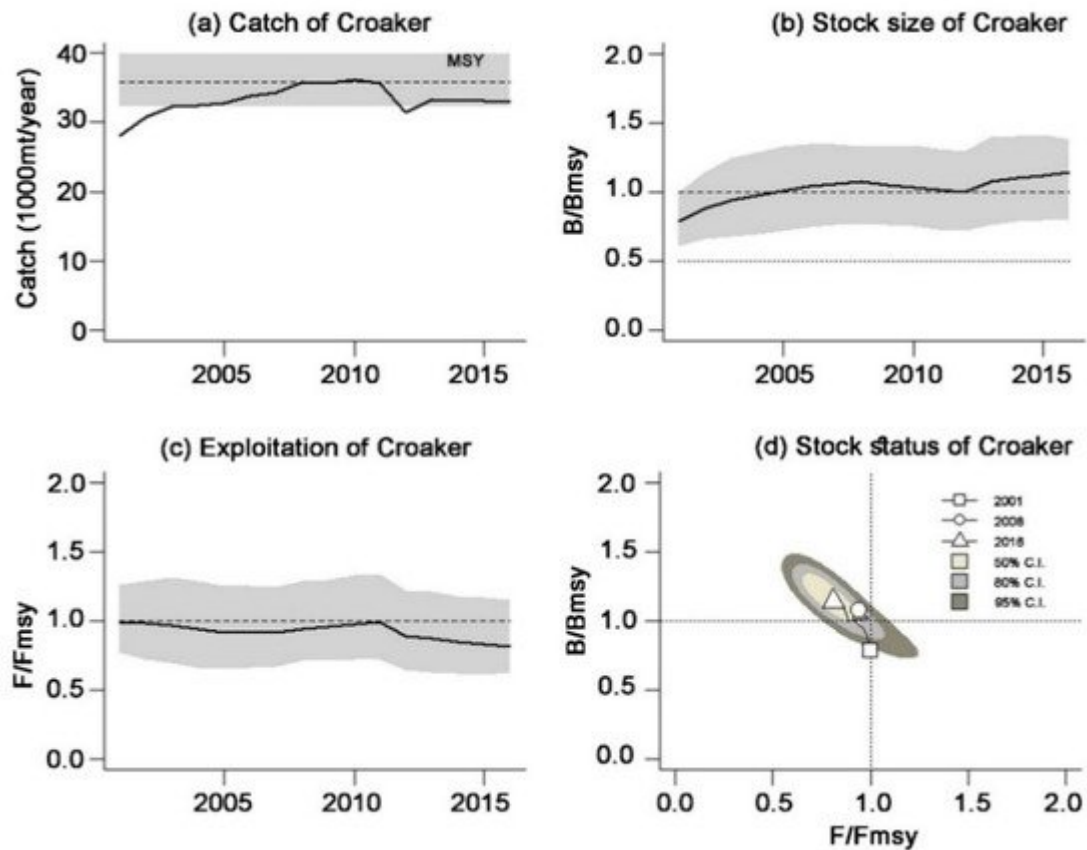 (a) Catch of Croaker
40
30
20
10
0
Catch (1000mt/year)
MSY
2005 2010 2015
(b) Stock size of Croaker
2.0
1.5
1.0
0.5
0.0
B/Bmsy
2005 2010 2015
(c) Exploitation of Croaker
2.0
1.5
1.0
0.5
0.0
F/Fmsy
2005 2010 2015
(d) Stock status of Croaker
2.0
1.5
1.0
0.5
0.0
B/Bmsy
2001
2008
2016
50% C.I.
80% C.I.
95% C.I.
0.0 0.5 1.0 1.5 2.0
F/Fmsy